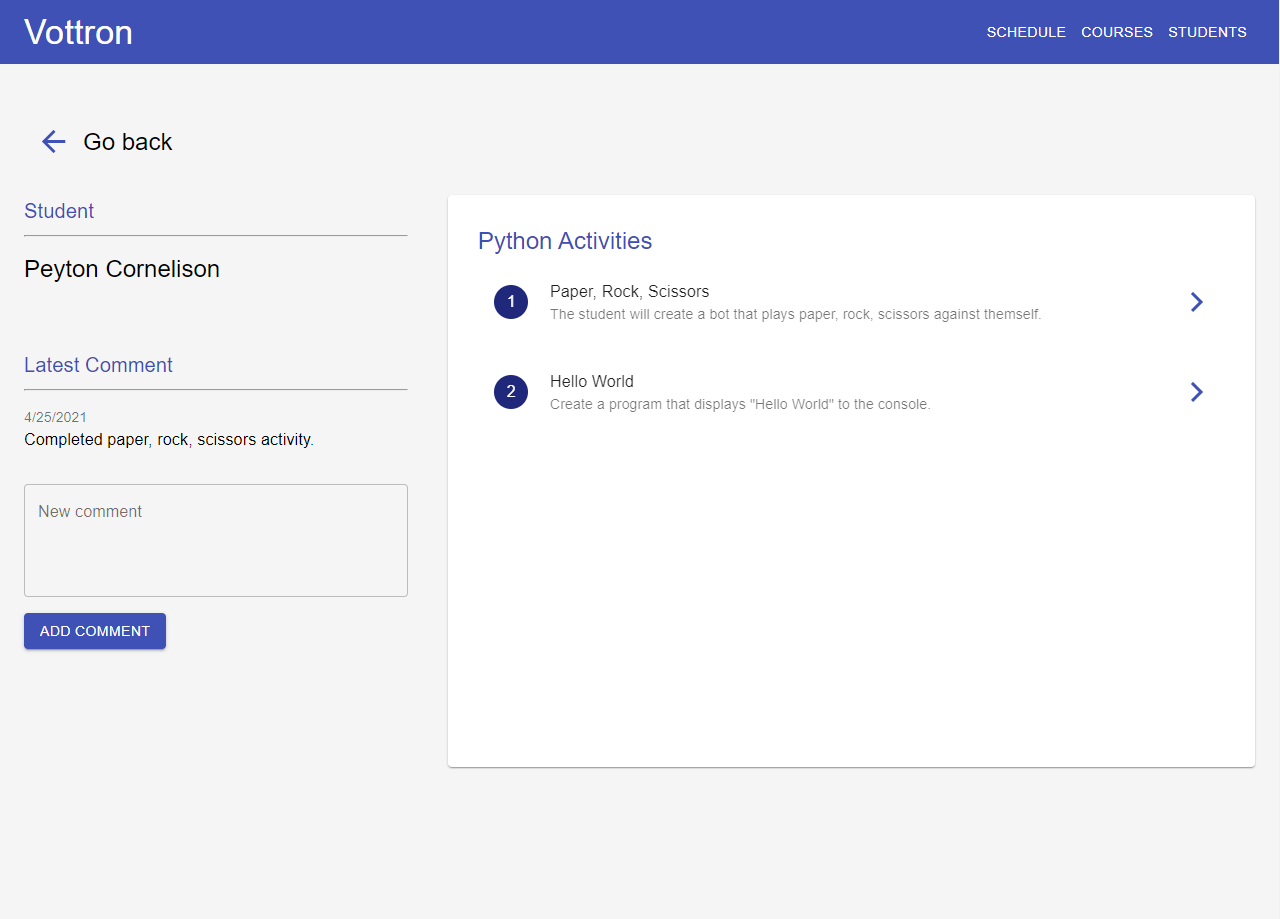 Vottron
SCHEDULE COURSES STUDENTS
Go back
Student
Peyton Cornelison
Latest Comment
4/25/2021
Completed paper, rock, scissors activity.
New comment
ADD COMMENT
Python Activities
1
Paper, Rock, Scissors
The student will create a bot that plays paper, rock, scissors against themself.
2
Hello World
Create a program that displays "Hello World" to the console.